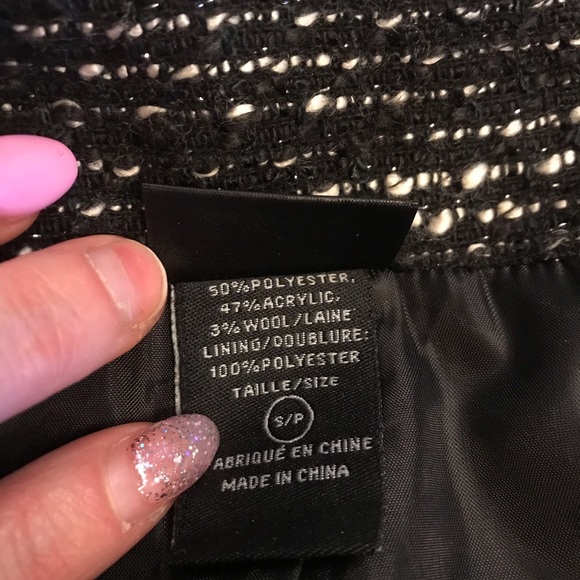 50%POLYESTER,
47%ACRYLIC,
3%WOOL/LAINE
LINING/DOUBLURE:
100%POLYESTER
TAILLE/SIZE
S/P
ABRIQUÉ EN CHINE
MADE IN CHINA